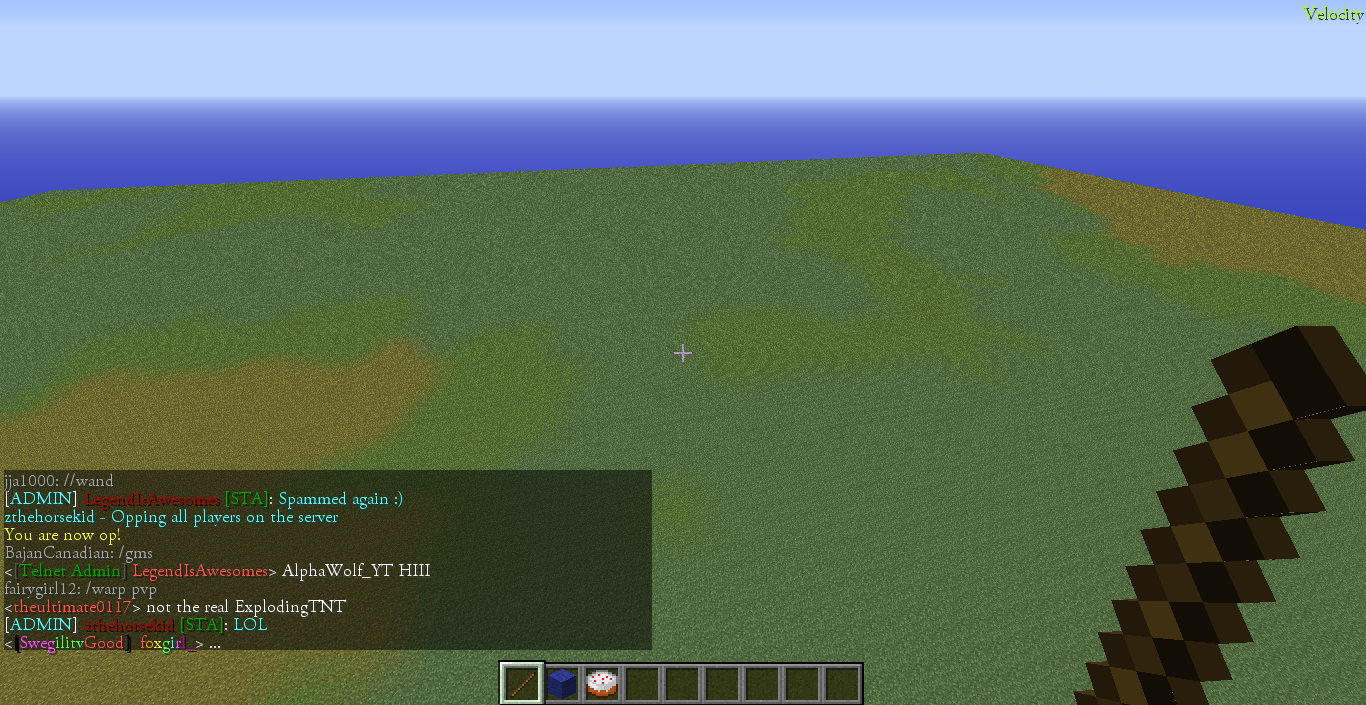 Velocity
jja1000: //wand
[ADMIN] LegendIsAwesomes [STA]: Spammed again :)
zthehorsekid - Opping all players on the server
You are now op!
BajanCanadian: /gms
<[Telnet Admin] LegendIsAwesomes> AlphaWolf_YT HIII
fairygirl12: /warp pvp
<theultimate0117> not the real ExplodingTNT
[ADMIN] zthehorsekid [STA]: LOL
<[SwegilityGood] foxgirl_> ...